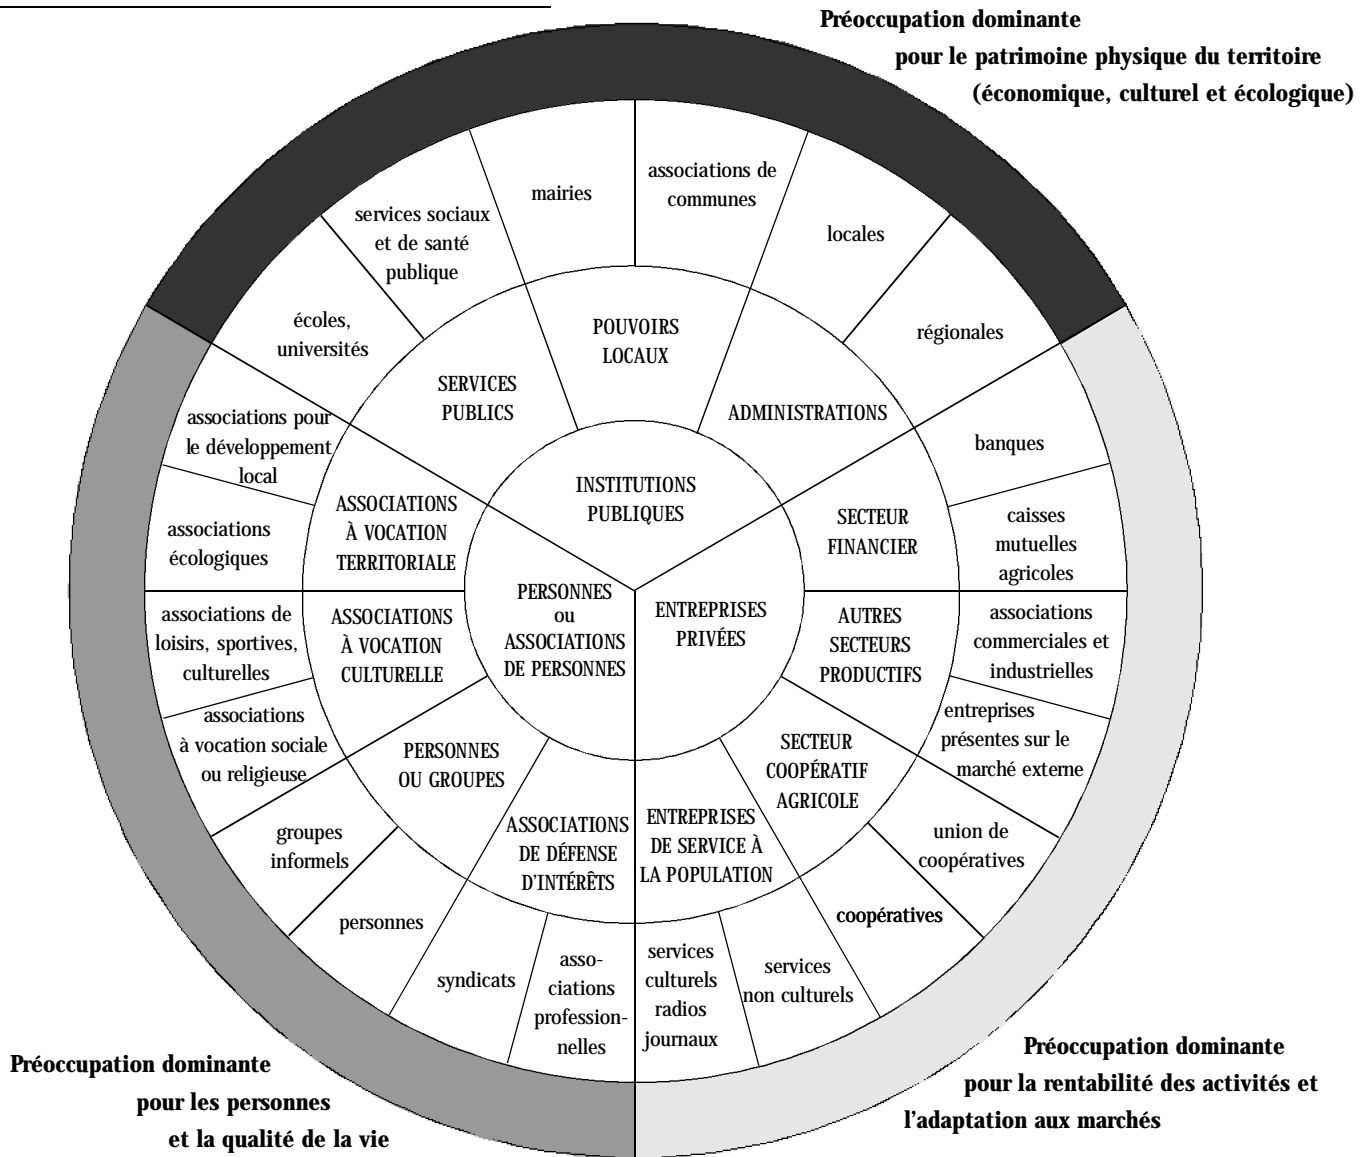 Préoccupation dominante
pour le patrimoine physique du territoire
(économique, culturel et écologique)
mairies
associations de
communes
services sociaux
et de santé
publique
locales
écoles,
universités
régionales
POUVOIRS
LOCAUX
SERVICES
PUBLICS
ADMINISTRATIONS
INSTITUTIONS
PUBLIQUES
associations pour
le développement
local
associations
écologiques
ASSOCIATIONS
À VOCATION
TERRITORIALE
banques
caisses
mutuelles
agricoles
SECTEUR
FINANCIER
PERSONNES
ou
ASSOCIATIONS
DE PERSONNES
ENTREPRISES
PRIVÉES
associations de
loisirs, sportives,
culturelles
ASSOCIATIONS
À VOCATION
CULTURELLE
AUTRES
SECTEURS
PRODUCTIFS
associations
commerciales et
industrielles
associations
à vocation sociale
ou religieuse
entreprises
présentes sur le
marché externe
PERSONNES
OU GROUPES
SECTEUR
COOPÉRATIF
AGRICOLE
groupes
informels
ASSOCIATIONS
DE DÉFENSE
D'INTÉRÊTS
ENTREPRISES
DE SERVICE À
LA POPULATION
union de
coopératives
personnes
coopératives
syndicats
asso-
ciations
profession-
nelles
services
culturels
radios
journaux
services
non culturels
Préoccupation dominante
pour les personnes
et la qualité de la vie
Préoccupation dominante
pour la rentabilité des activités et
l'adaptation aux marchés